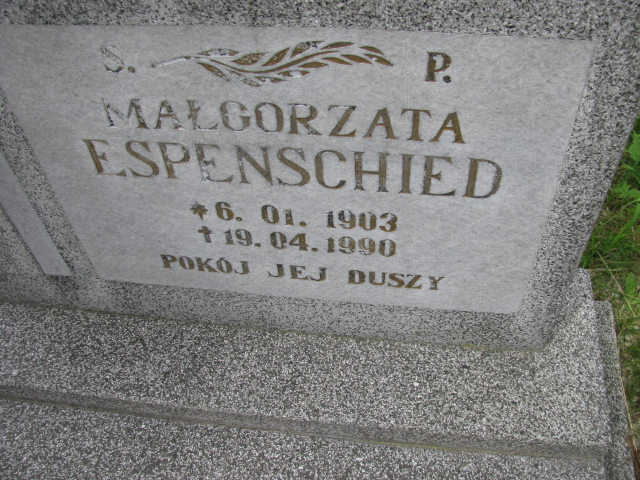 S. P.
MAŁGORZATA
ESPENSCHIED
* 6. 01. 1903
† 19. 04. 1990
POKÓJ JEJ DUSZY